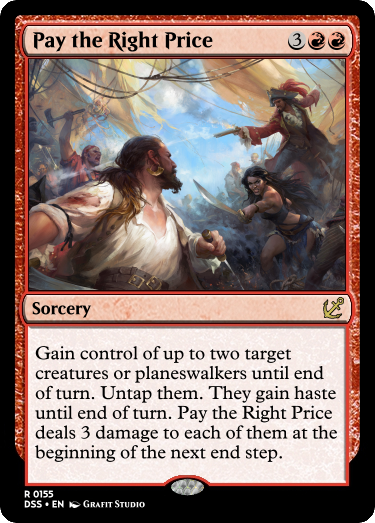 Pay the Right Price 3
Sorcery
Gain control of up to two target
creatures or planeswalkers until end
of turn. Untap them. They gain haste
until end of turn. Pay the Right Price
deals 3 damage to each of them at the
beginning of the next end step.
R 0155
DSS • EN Grafit Studio